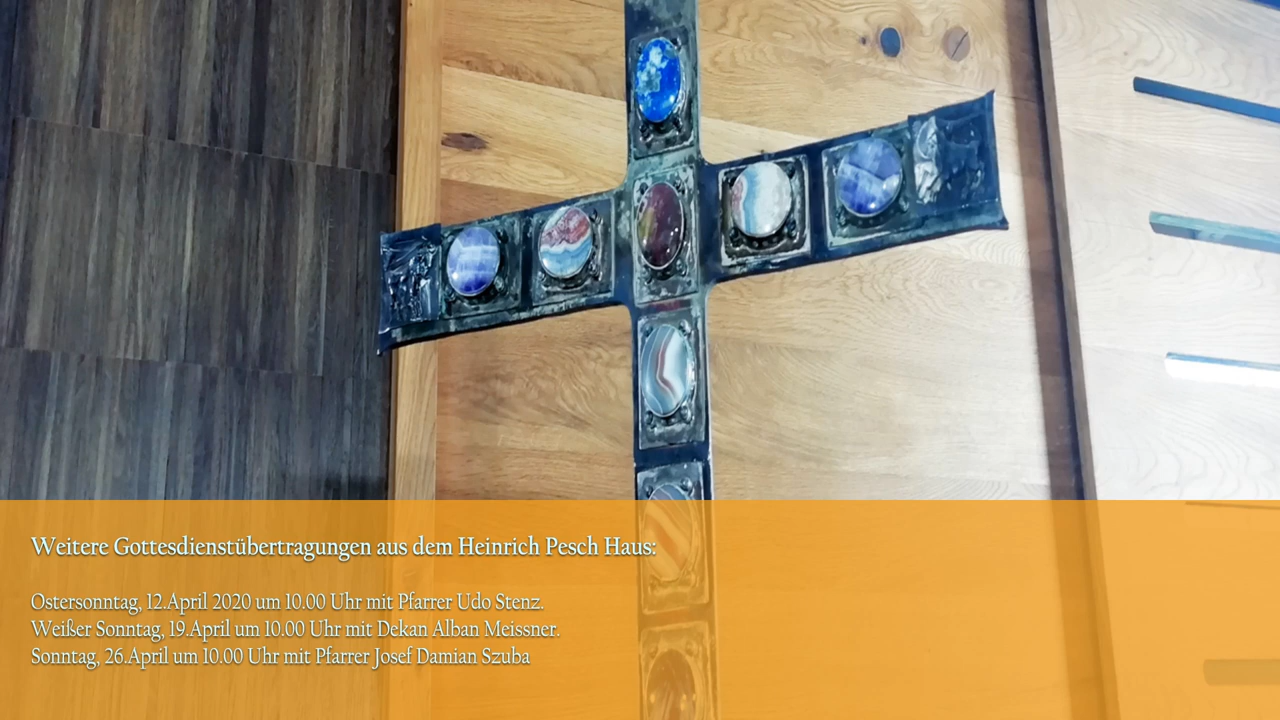 Weitere Gottesdienstübertragungen aus dem Heinrich Pesch Haus:
Ostersonntag, 12.April 2020 um 10.00 Uhr mit Pfarrer Udo Stenz.
Weißer Sonntag, 19.April um 10.00 Uhr mit Dekan Alban Meissner.
Sonntag, 26.April um 10.00 Uhr mit Pfarrer Josef Damian Szuba